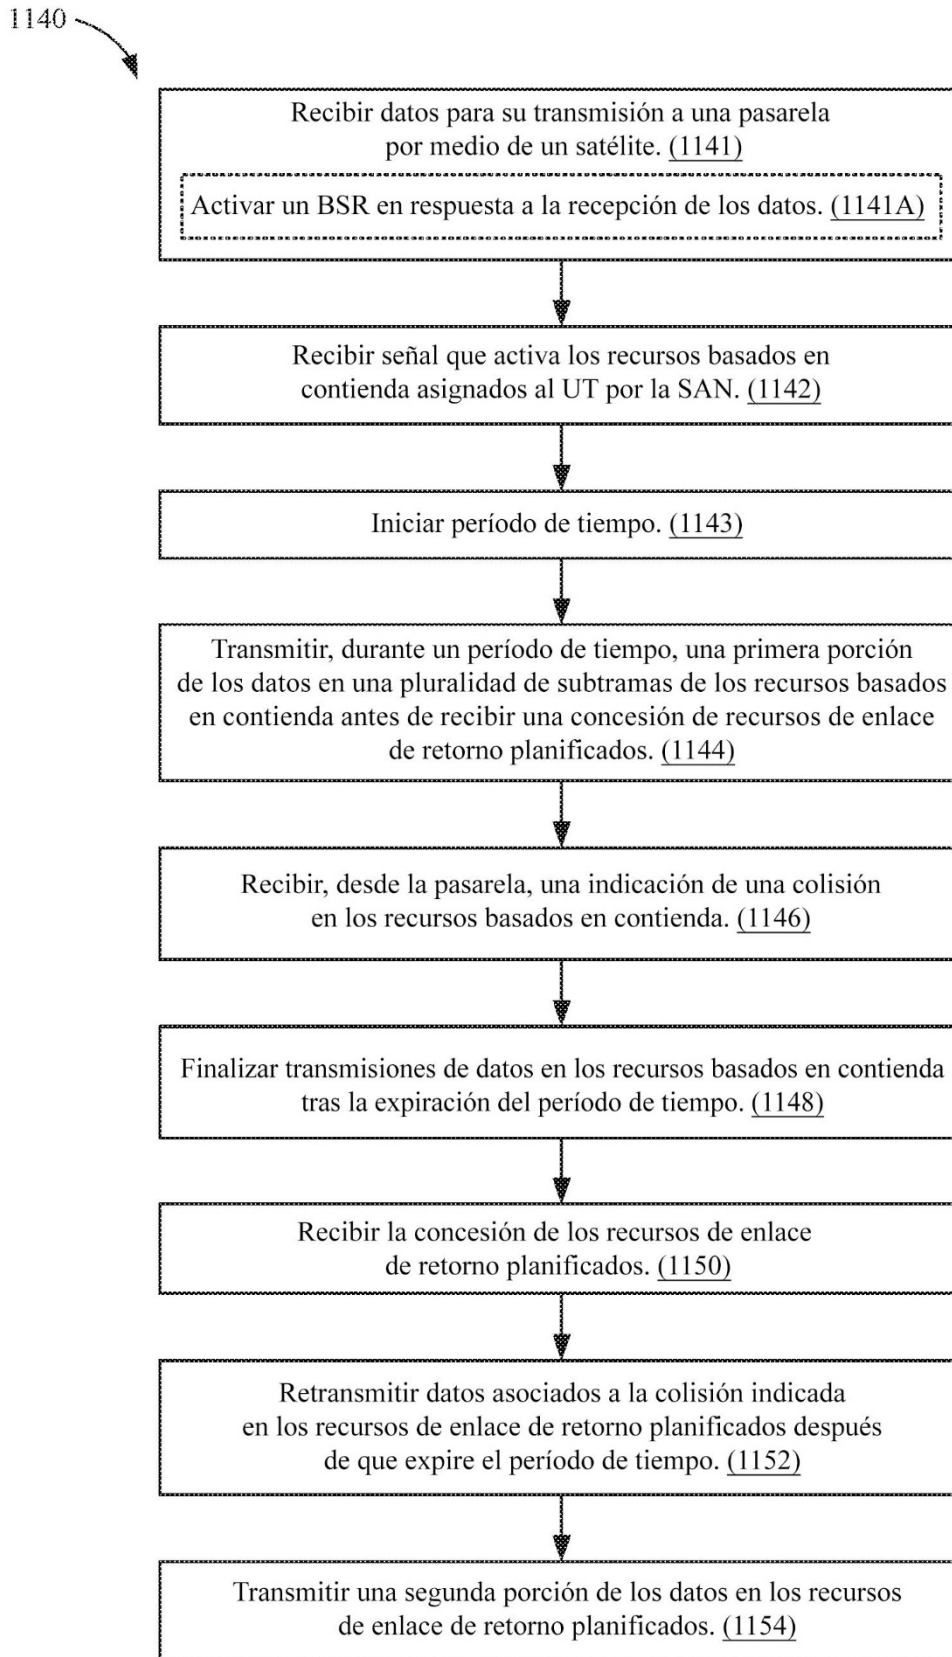 1140
Recibir datos para su transmisión a una pasarela
por medio de un satélite. (1141)
Activar un BSR en respuesta a la recepción de los datos. (1141A)
Recibir señal que activa los recursos basados en
contienda asignados al UT por la SAN. (1142)
Iniciar período de tiempo. (1143)
Transmitir, durante un período de tiempo, una primera porción
de los datos en una pluralidad de subtramas de los recursos basados
en contienda antes de recibir una concesión de recursos de enlace
de retorno planificados. (1144)
Recibir, desde la pasarela, una indicación de una colisión
en los recursos basados en contienda. (1146)
Finalizar transmisiones de datos en los recursos basados en contienda
tras la expiración del período de tiempo. (1148)
Recibir la concesión de los recursos de enlace
de retorno planificados. (1150)
Retransmitir datos asociados a la colisión indicada
en los recursos de enlace de retorno planificados después
de que expire el período de tiempo. (1152)
Transmitir una segunda porción de los datos en los recursos
de enlace de retorno planificados. (1154)